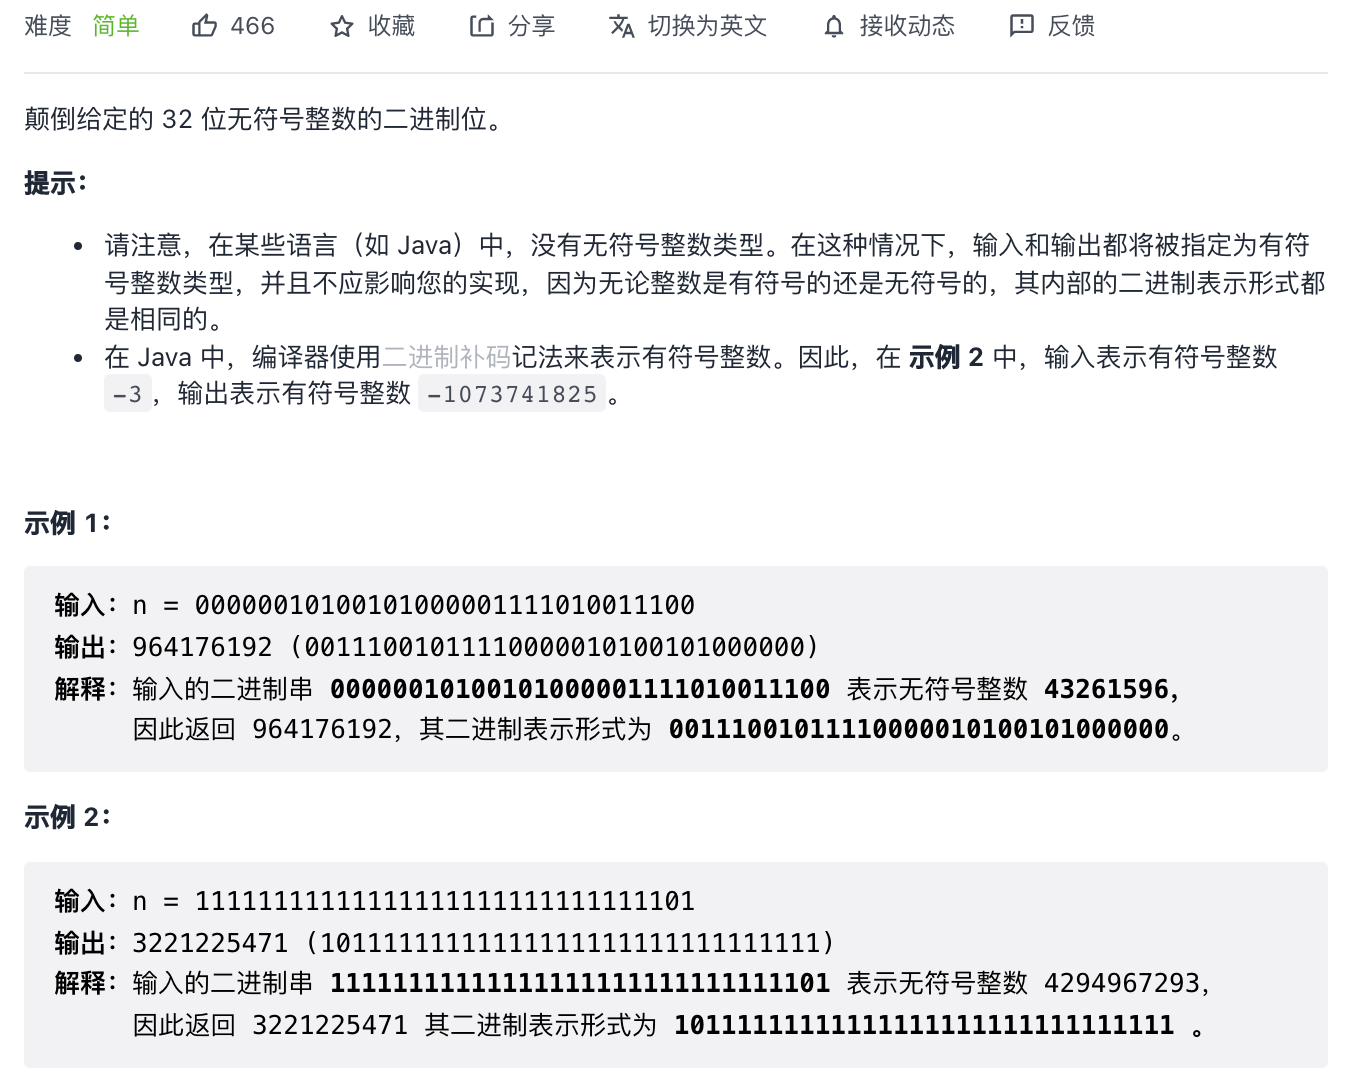 难度 简单 466 收藏 分享 切换为英文 接收动态 反馈
颠倒给定的 32 位无符号整数的二进制位。
提示：
• 请注意，在某些语言（如 Java）中，没有无符号整数类型。在这种情况下，输入和输出都将被指定为有符
号整数类型，并且不应影响您的实现，因为无论整数是有符号的还是无符号的，其内部的二进制表示形式都
是相同的。
• 在 Java 中，编译器使用二进制补码记法来表示有符号整数。因此，在 示例 2 中，输入表示有符号整数
-3，输出表示有符号整数 -1073741825。
示例 1：
输入：n = 00000010100101000001111010011100
输出：964176192 (00111001011110000010100101000000)
解释：输入的二进制串 00000010100101000001111010011100 表示无符号整数 43261596，
因此返回 964176192，其二进制表示形式为 00111001011110000010100101000000。
示例 2：
输入：n = 11111111111111111111111111111101
输出：3221225471 (10111111111111111111111111111111)
解释：输入的二进制串 11111111111111111111111111111101 表示无符号整数 4294967293，
因此返回 3221225471 其二进制表示形式为 10111111111111111111111111111111 。